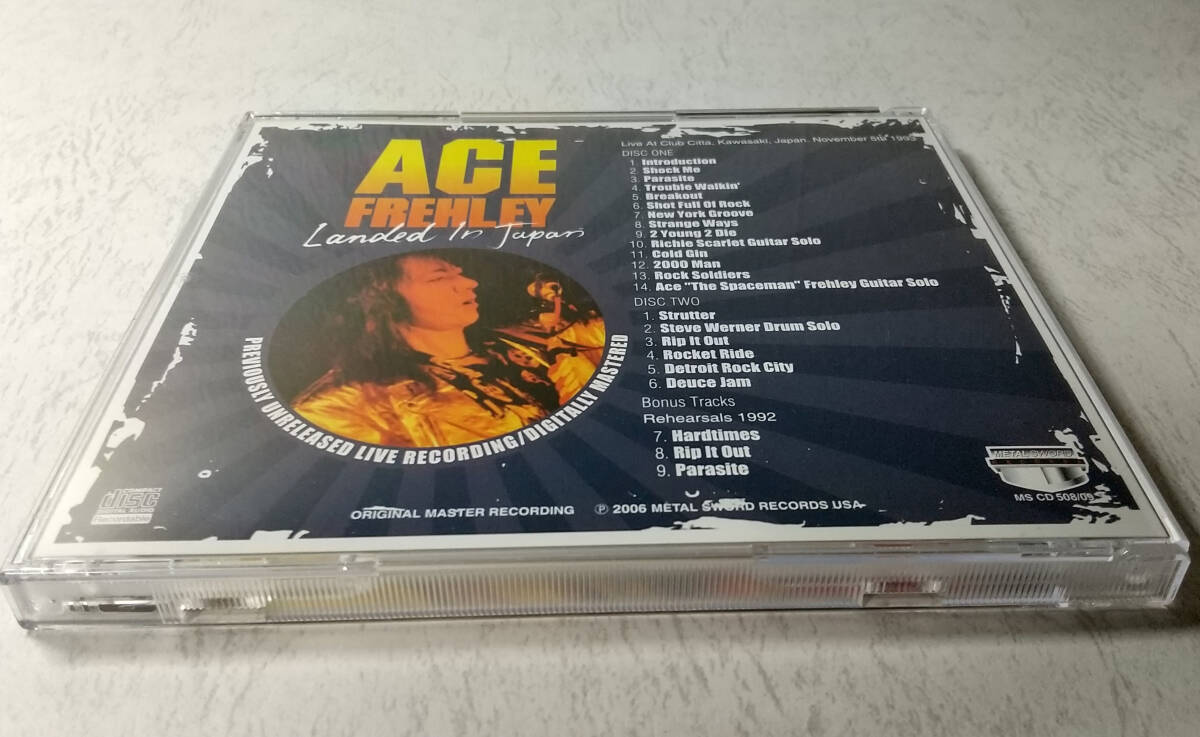 ACE
FREHLEY
Landed In Japan
PREVIOUSLY UNRELEASED LIVE RECORDING/DIGITALLY MASTERED
Live At Club Citta, Kawasaki, Japan. November 5th
DISC ONE
1. Introduction
2. Shock Me
3. Parasite
4. Trouble Walkin'
5. Breakout
6. Shot Full Of Rock
7. New York Groove
8. Strange Ways
9. 2 Young 2 Die
10. Richie Scarlet Guitar Solo
11. Cold Gin
12. 2000 Man
13. Rock Soldiers
14. Ace "The Spaceman" Frehley Guitar Solo
DISC TWO
1. Strutter
2. Steve Werner Drum Solo
3. Rip It Out
4. Rocket Ride
5. Detroit Rock City
6. Deuce Jam
Bonus Tracks
Rehearsals 1992
7. Hardtimes
8. Rip It Out
9. Parasite
METAL SWORD
MS CD 508/09
COMPACT
disc
DIGITAL AUDIO
Recordable
ORIGINAL MASTER RECORDING ℗ 2006 METAL SWORD RECORDS USA